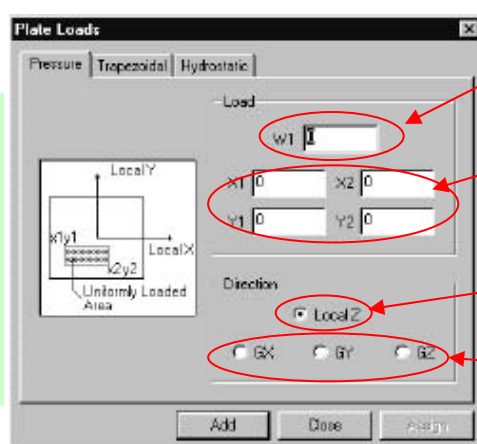 Plate Loads
Pressure Trapezoidal Hydrostatic
Load
W1
X1 0 X2 0
Y1 0 Y2 0
Local Y
x1y1
Local X
x2y2
Uniformly Loaded
Area
Direction
Local Z
GX GY GZ
Add Close Assign